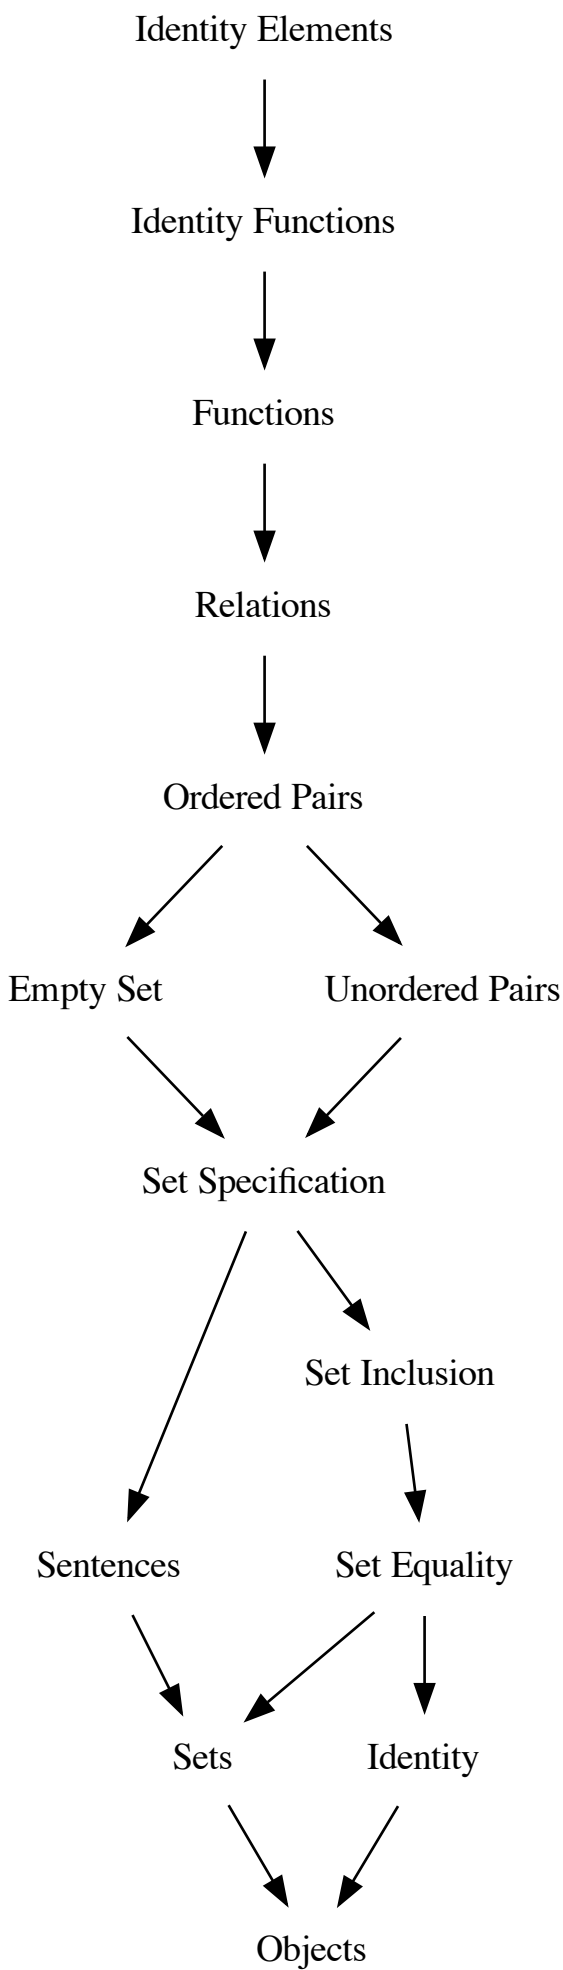 Identity Elements
Identity Functions
Functions
Relations
Ordered Pairs
Empty Set
Unordered Pairs
Set Specification
Set Inclusion
Sentences
Set Equality
Sets
Identity
Objects